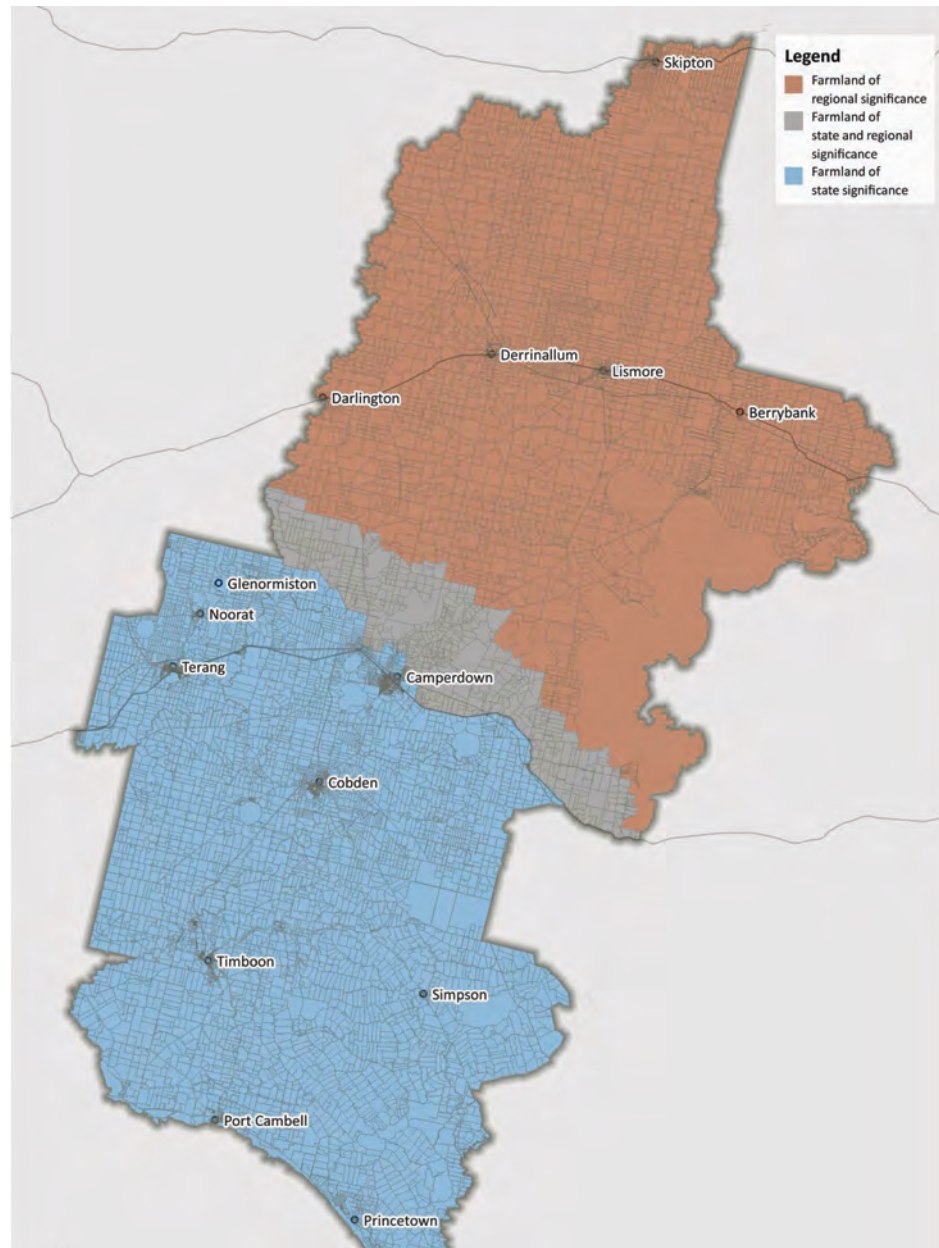 Skipton
Legend
Farmland of
regional significance
Farmland of
state and regional
significance
Farmland of
state significance
Derrinallum
Lismore
Darlington
Berrybank
Glenormiston
Noorat
Terang
Camperdown
Cobden
Timboon
Simpson
Port Cambell
Princetown